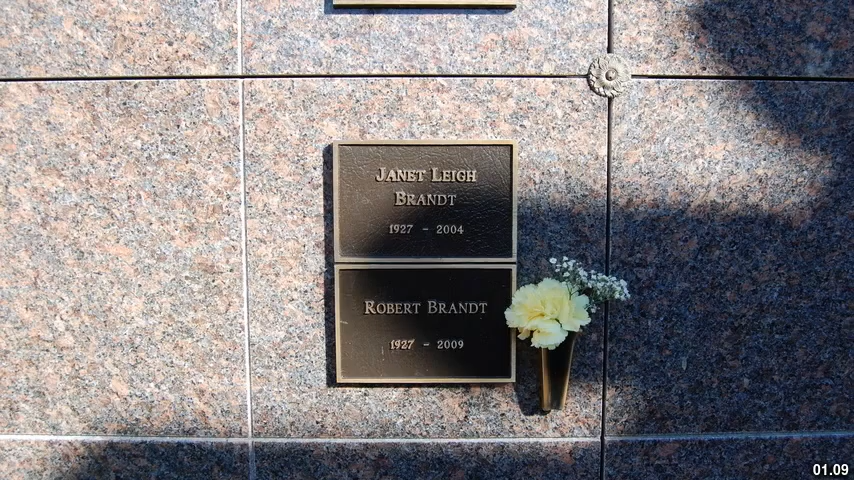 JANET LEIGH
BRANDT
1927 - 2004
ROBERT BRANDT
1927 - 2009
01.09